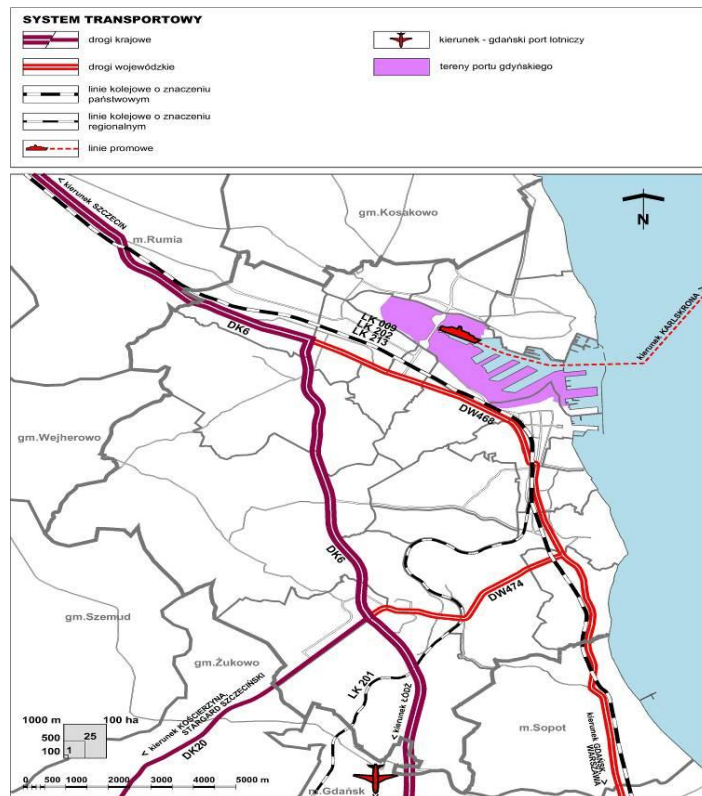 SYSTEM TRANSPORTOWY
drogi krajowe
drogi wojewódzkie
linie kolejowe o znaczeniu
państwowym
linie kolejowe o znaczeniu
regionalnym
linie promowe
kierunek - gdański port lotniczy
tereny portu gdyńskiego
< kierunek SZCZECIN
gm.Kosakowo
m.Rumia
N
kierunek KARLSKRONA >
LK 009
LK 202
LK 213
DK6
DW468
gm.Wejherowo
DK6
DW474
gm.Szemud
gm.Żukowo
LK 201
< kierunek KOŚCIERZYNA,
STARGARD SZCZECIŃSKI
DK20
< kierunek ŁÓDŹ
m.Sopot
kierunek GDAŃSK
WARSZAWA >
m.Gdańsk
1000 m 100 ha
500 25
100 1
0 500 1000 2000 3000 4000 5000 m